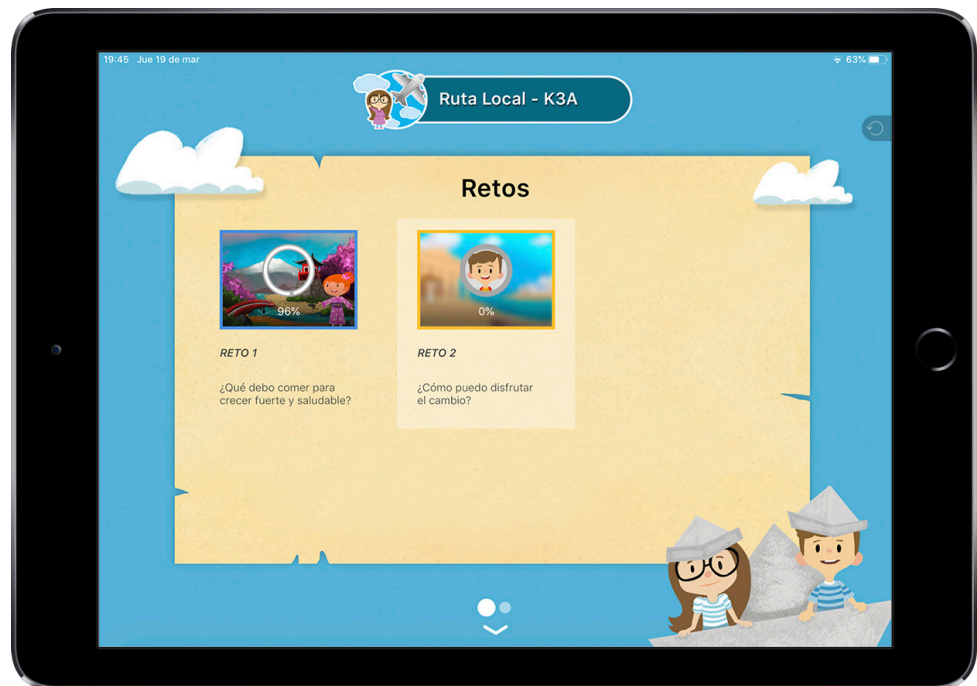 19:45 Jue 19 de mar
63%
Ruta Local - K3A
Retos
96%
0%
RETO 1
RETO 2
¿Qué debo comer para
crecer fuerte y saludable?
¿Cómo puedo disfrutar
el cambio?